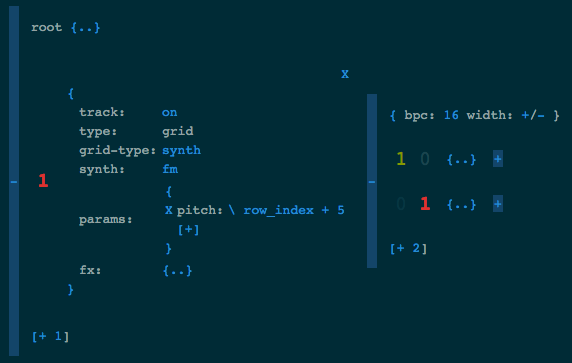 root {..}
X
{
track: on
type: grid
grid-type: synth
synth: fm
- 1
{
params: X pitch: \ row_index + 5
[+]
}
fx: {..}
}
[+ 1]
{ bpc: 16 width: +/- }
1 0 {..} +
-
0 1 {..} +
[+ 2]